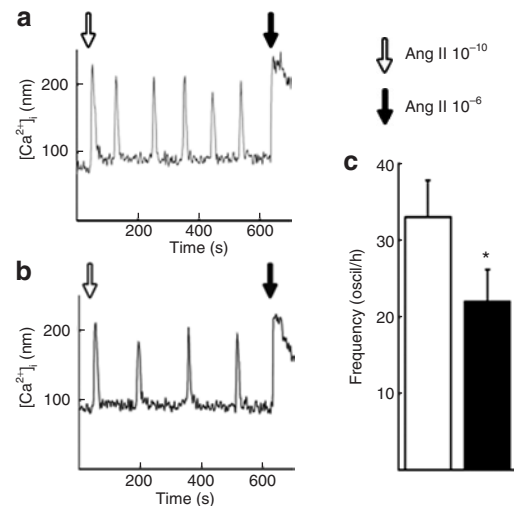 a
[Ca²⁺]ᵢ (nm)
200
100
200
400
600
Time (s)
b
[Ca²⁺]ᵢ (nm)
200
100
200
400
600
Time (s)
Ang II 10⁻¹⁰
Ang II 10⁻⁶
c
Frequency (oscil/h)
40
30
20
10
*